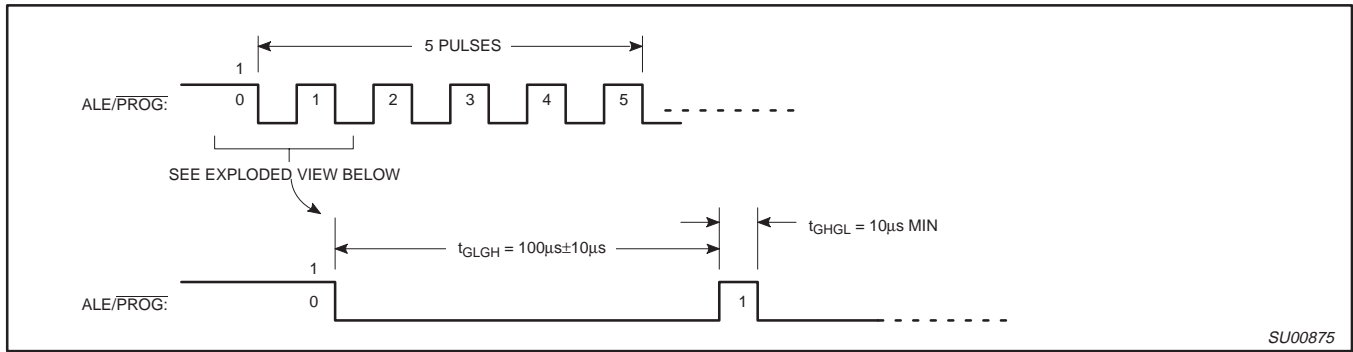 5 PULSES
1
ALE/PROG: 0 1 2 3 4 5
SEE EXPLODED VIEW BELOW
tGHGL = 10µs MIN
tGLGH = 100µs±10µs
1
ALE/PROG: 0 1
SU00875